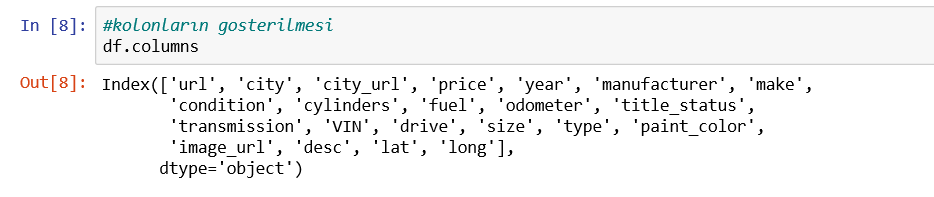 In [8]: #kolonların gosterilmesi
df.columns
Out[8]: Index(['url', 'city', 'city_url', 'price', 'year', 'manufacturer', 'make',
'condition', 'cylinders', 'fuel', 'odometer', 'title_status',
'transmission', 'VIN', 'drive', 'size', 'type', 'paint_color',
'image_url', 'desc', 'lat', 'long'],
dtype='object')